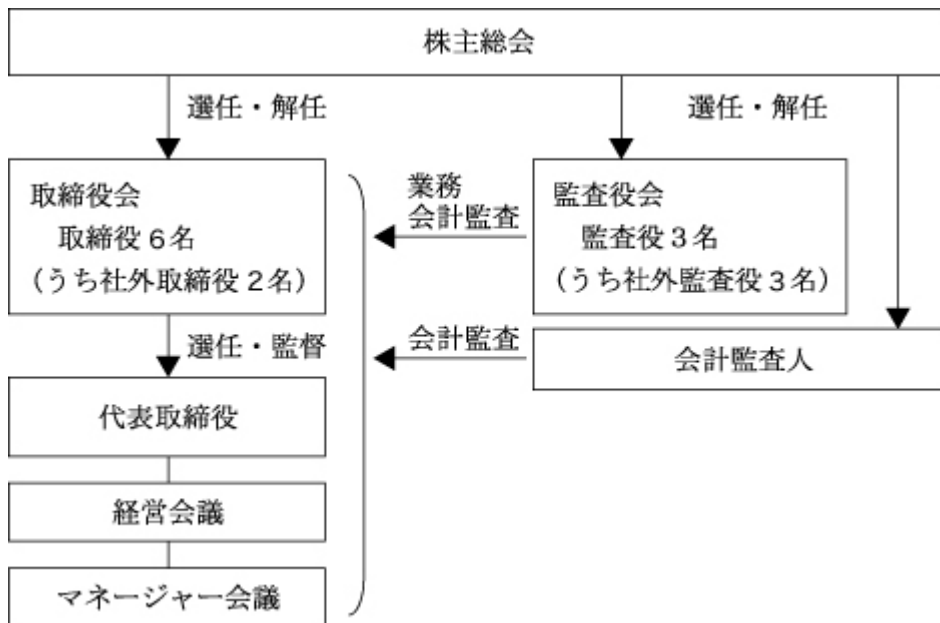 株主総会
選任・解任
選任・解任
取締役会
取締役6名
(うち社外取締役2名)
業務
会計監査
監査役会
監査役3名
(うち社外監査役3名)
選任・監督
会計監査
会計監査人
代表取締役
経営会議
マネージャー会議